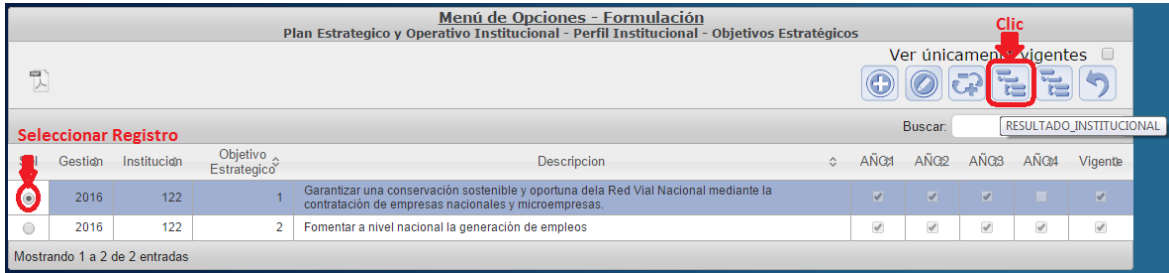 Menú de Opciones - Formulación
Plan Estrategico y Operativo Institucional - Perfil Institucional - Objetivos Estratégicos
Clic
Ver únicamente vigentes
Seleccionar Registro
Buscar:
RESULTADO_INSTITUCIONAL
Gestión Institución Objetivo Estrategico Descripcion AÑO1 AÑO2 AÑO3 AÑO4 Vigente
2016 122 1 Garantizar una conservación sostenible y oportuna dela Red Vial Nacional mediante la
contratación de empresas nacionales y microempresas.
2016 122 2 Fomentar a nivel nacional la generación de empleos
Mostrando 1 a 2 de 2 entradas